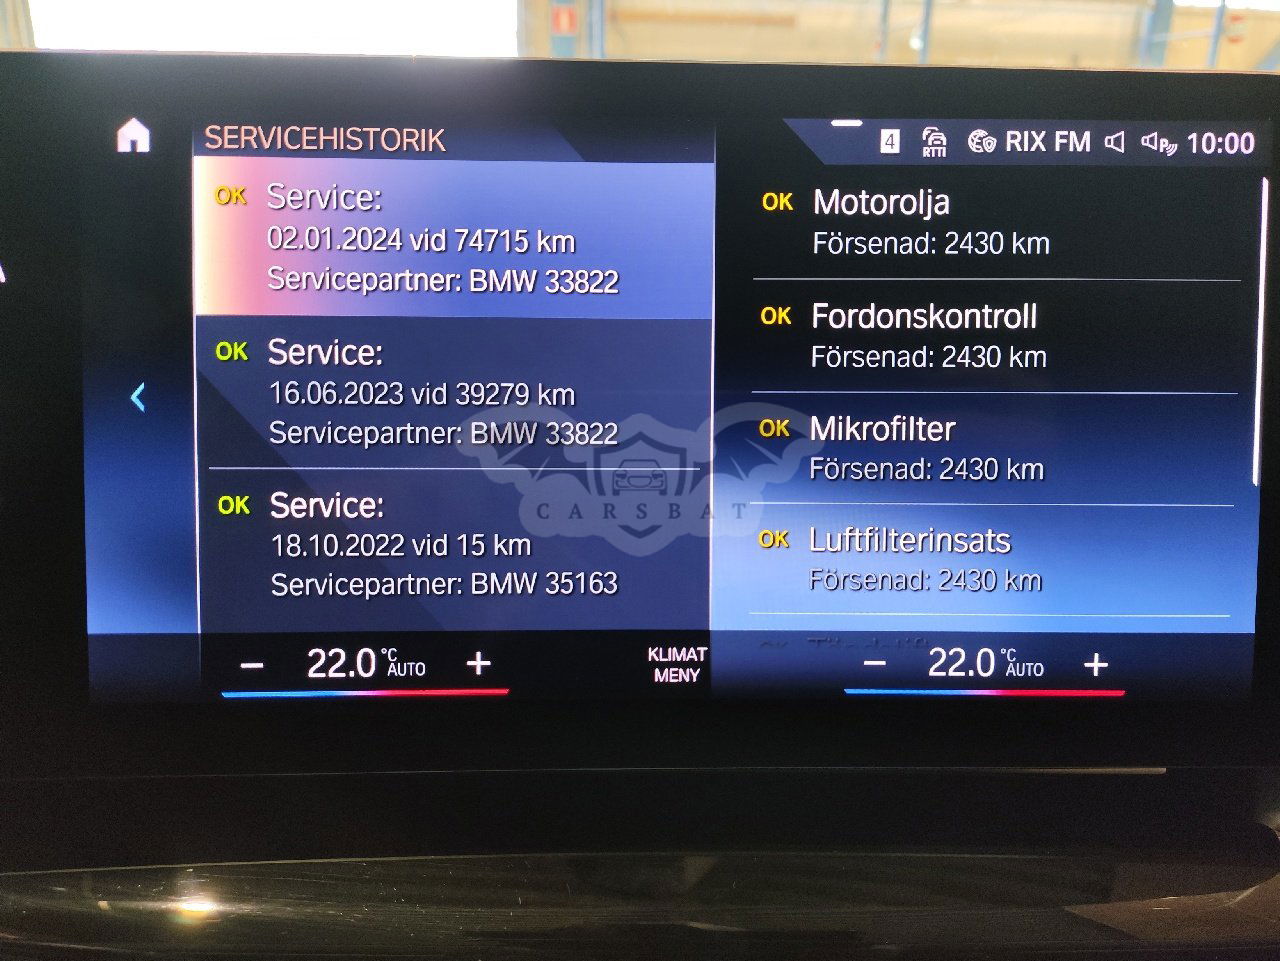 SERVICEHISTORIK
4 RTTI RIX FM P 10:00
OK Service:
02.01.2024 vid 74715 km
Servicepartner: BMW 33822
OK Service:
16.06.2023 vid 39279 km
Servicepartner: BMW 33822
OK Service:
18.10.2022 vid 15 km
Servicepartner: BMW 35163
OK Motorolja
Försenad: 2430 km
OK Fordonskontroll
Försenad: 2430 km
OK Mikrofilter
Försenad: 2430 km
OK Luftfilterinsats
Försenad: 2430 km
CARSBAT
− 22.0 °C AUTO +
KLIMAT
MENY
− 22.0 °C AUTO +